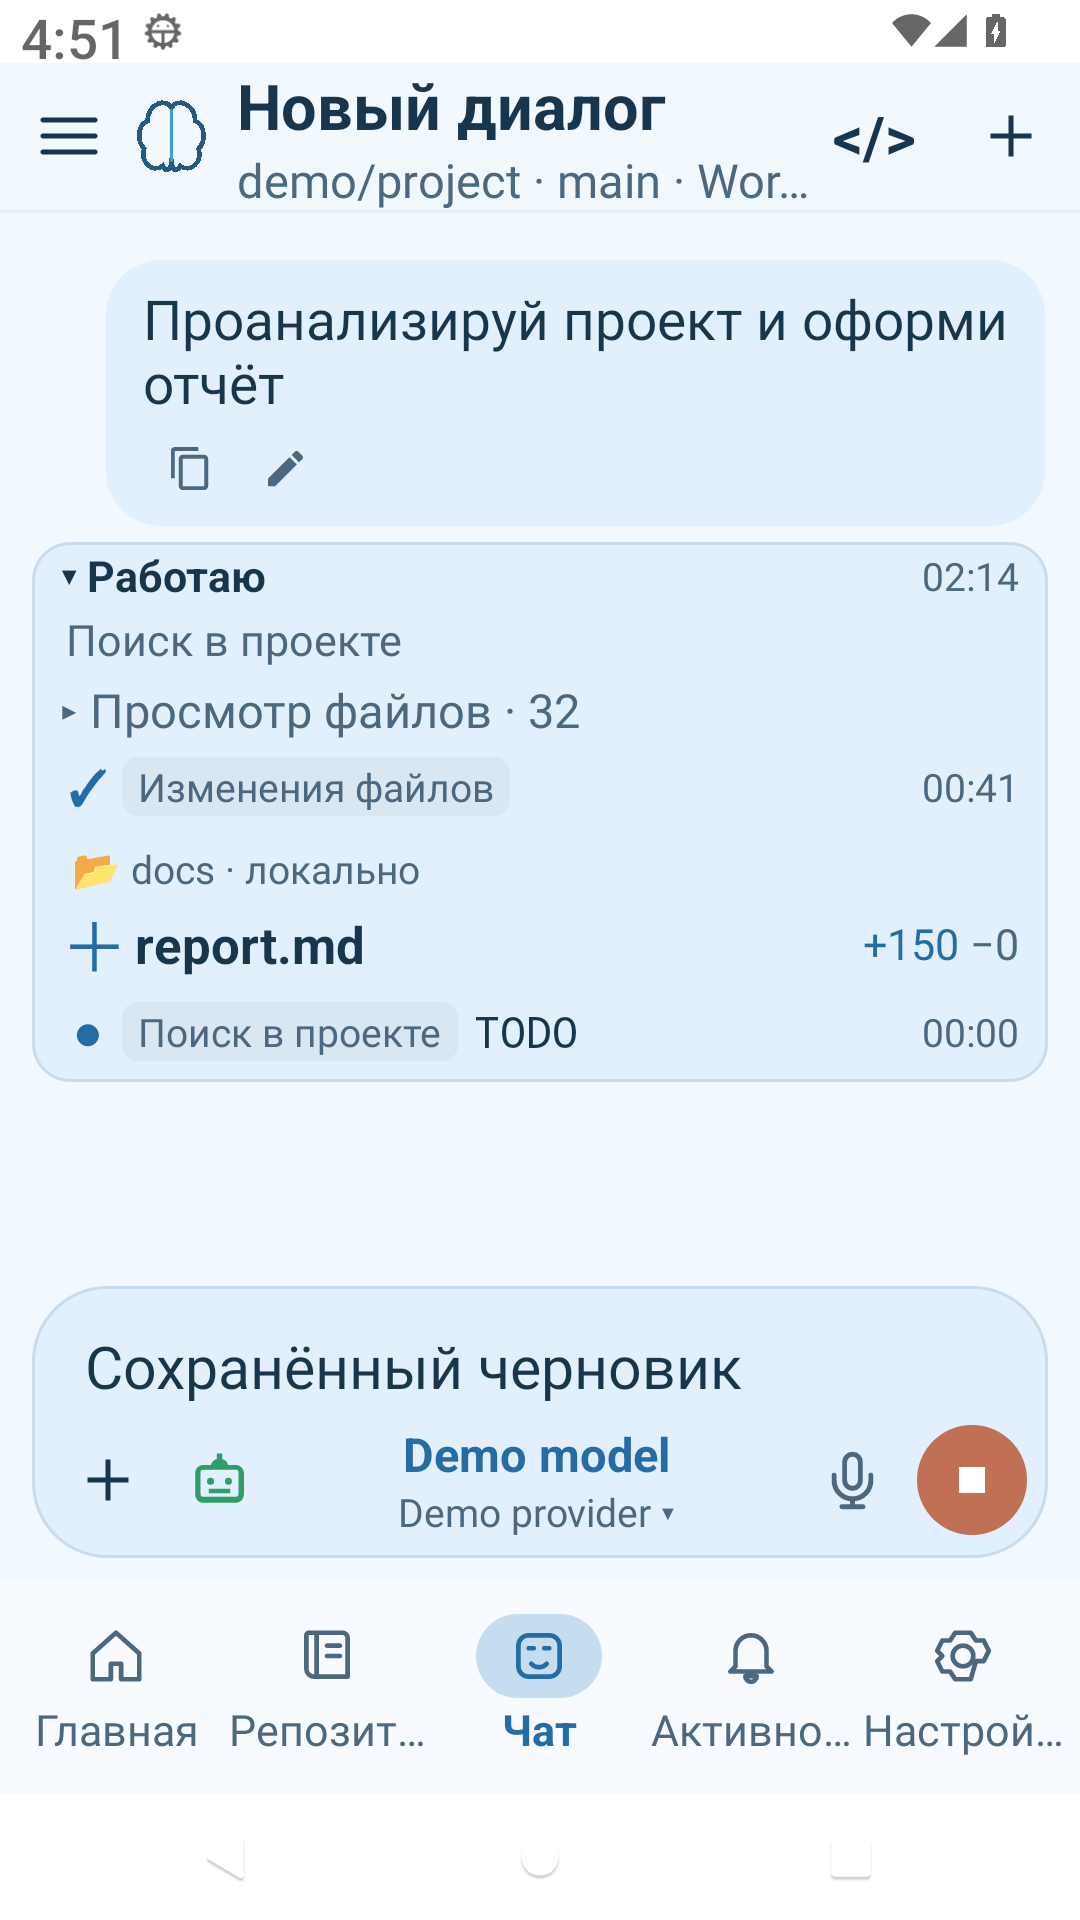 4:51
Новый диалог
demo/project · main · Wor...
</>
Проанализируй проект и оформи
отчёт
▾ Работаю 02:14
Поиск в проекте
▸ Просмотр файлов · 32
✓ Изменения файлов 00:41
docs · локально
report.md +150 −0
Поиск в проекте TODO 00:00
Сохранённый черновик
Demo model
Demo provider ▾
Главная Репозит... Чат Активно... Настрой...